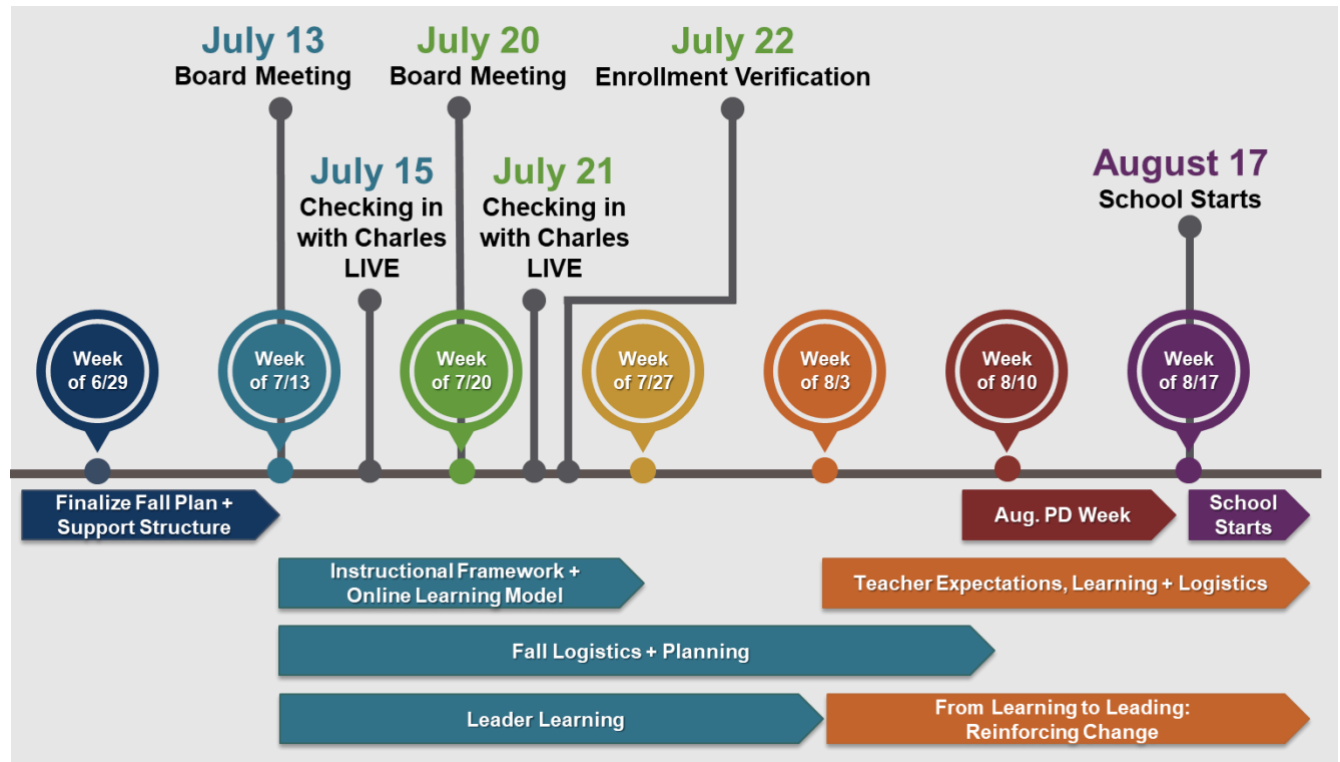 July 13
Board Meeting
July 20
Board Meeting
July 22
Enrollment Verification
July 15
Checking in
with Charles
LIVE
July 21
Checking in
with Charles
LIVE
August 17
School Starts
Week
of 6/29
Week
of 7/13
Week
of 7/20
Week
of 7/27
Week
of 8/3
Week
of 8/10
Week
of 8/17
Finalize Fall Plan +
Support Structure
Aug. PD Week
School
Starts
Instructional Framework +
Online Learning Model
Teacher Expectations, Learning + Logistics
Fall Logistics + Planning
Leader Learning
From Learning to Leading:
Reinforcing Change